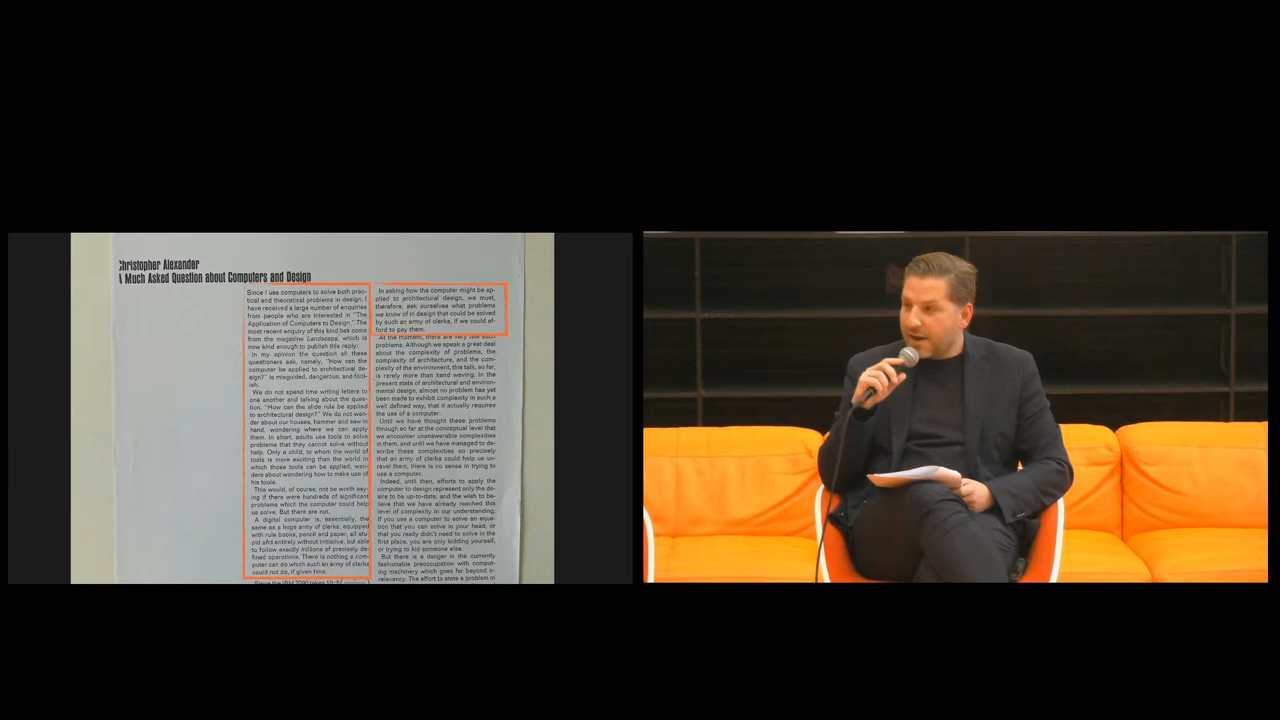 Christopher Alexander
A Much Asked Question about Computers and Design
Since I use computers to solve both prac-
tical and theoretical problems in design, I
have received a large number of enquiries
from people who are interested in "The
Application of Computers to Design." The
most recent enquiry of this kind has come
from the magazine Landscape, which is
now kind enough to publish this reply:
In my opinion the question all these
questioners ask, namely, "How can the
computer be applied to architectural de-
sign?" is misguided, dangerous, and fool-
ish.
We do not spend time writing letters to
one another and talking about the ques-
tion, "How can the slide rule be applied
to architectural design?" We do not wan-
der about our houses, hammer and saw in
hand, wondering where we can apply
them. In short, adults use tools to solve
problems that they cannot solve without
help. Only a child, to whom the world of
tools is more exciting than the world in
which those tools can be applied, wan-
ders about wondering how to make use of
his tools.
This would, of course, not be worth say-
ing if there were hundreds of significant
problems which the computer could help
us solve. But there are not.
A digital computer is, essentially, the
same as a huge army of clerks, equipped
with rule books, pencil and paper, all stu-
pid and entirely without initiative, but able
to follow exactly millions of precisely de-
fined operations. There is nothing a com-
puter can do which such an army of clerks
could not do, if given time.
Since the IBM 7090 takes
In asking how the computer might be ap-
plied to architectural design, we must,
therefore, ask ourselves what problems
we know of in design that could be solved
by such an army of clerks, if we could af-
ford to pay them.
At the moment, there are very few such
problems. Although we speak a great deal
about the complexity of problems, the
complexity of architecture, and the com-
plexity of the environment, this talk, so far,
is rarely more than hand waving. In the
present state of architectural and environ-
mental design, almost no problem has yet
been made to exhibit complexity in such a
well defined way, that it actually requires
the use of a computer.
Until we have thought these problems
through so far at the conceptual level that
we encounter unanswerable complexities
in them, and until we have managed to de-
scribe these complexities so precisely
that an army of clerks could help us un-
ravel them, there is no sense in trying to
use a computer.
Indeed, until then, efforts to apply the
computer to design represent only the de-
sire to be up-to-date, and the wish to be-
lieve that we have already reached this
level of complexity in our understanding.
If you use a computer to solve an equa-
tion that you can solve in your head, or
that you really didn't need to solve in the
first place, you are only kidding yourself,
or trying to kid someone else.
But there is a danger in the currently
fashionable preoccupation with comput-
ing machinery which goes far beyond ir-
relevancy. The effort to state a problem in